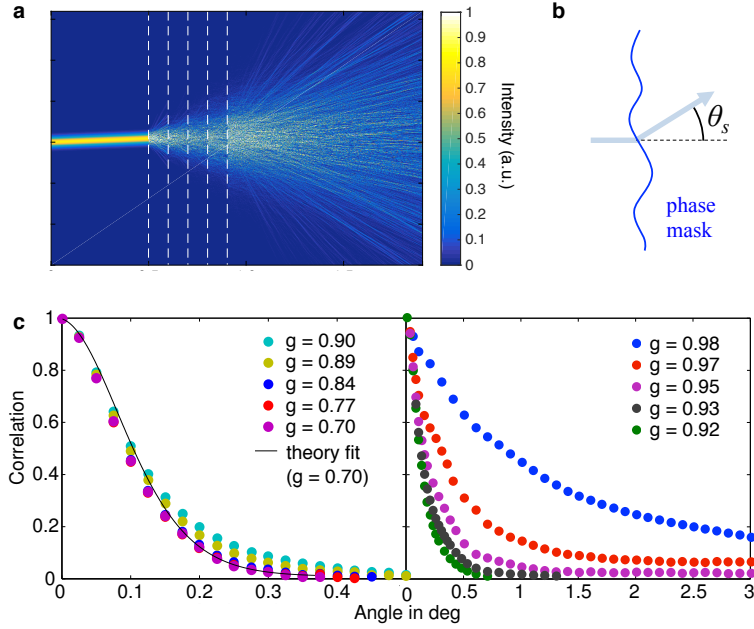 a
b
1
0.9
0.8
0.7
0.6
0.5
0.4
0.3
0.2
0.1
0
Intensity (a.u.)
θs
phase
mask
c
1
0.8
0.6
0.4
0.2
0
Correlation
g = 0.90
g = 0.89
g = 0.84
g = 0.77
g = 0.70
theory fit
(g = 0.70)
g = 0.98
g = 0.97
g = 0.95
g = 0.93
g = 0.92
0 0.1 0.2 0.3 0.4 0 0.5 1 1.5 2 2.5 3
Angle in deg